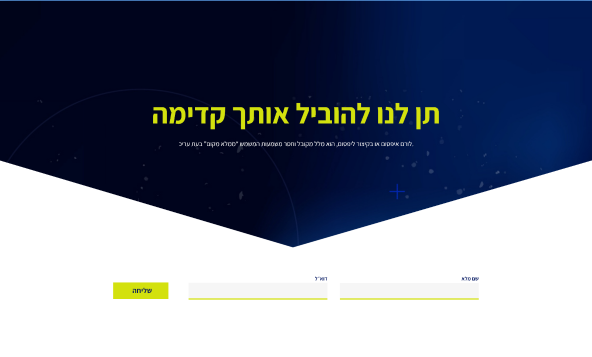 תן לנו להוביל אותך קדימה
לורם איפסום או בקיצור ליפסום, הוא מלל מקובל וחסר משמעות המשמש "ממלא מקום" בעת עריכ.
שם מלא
דוא"ל
שליחה